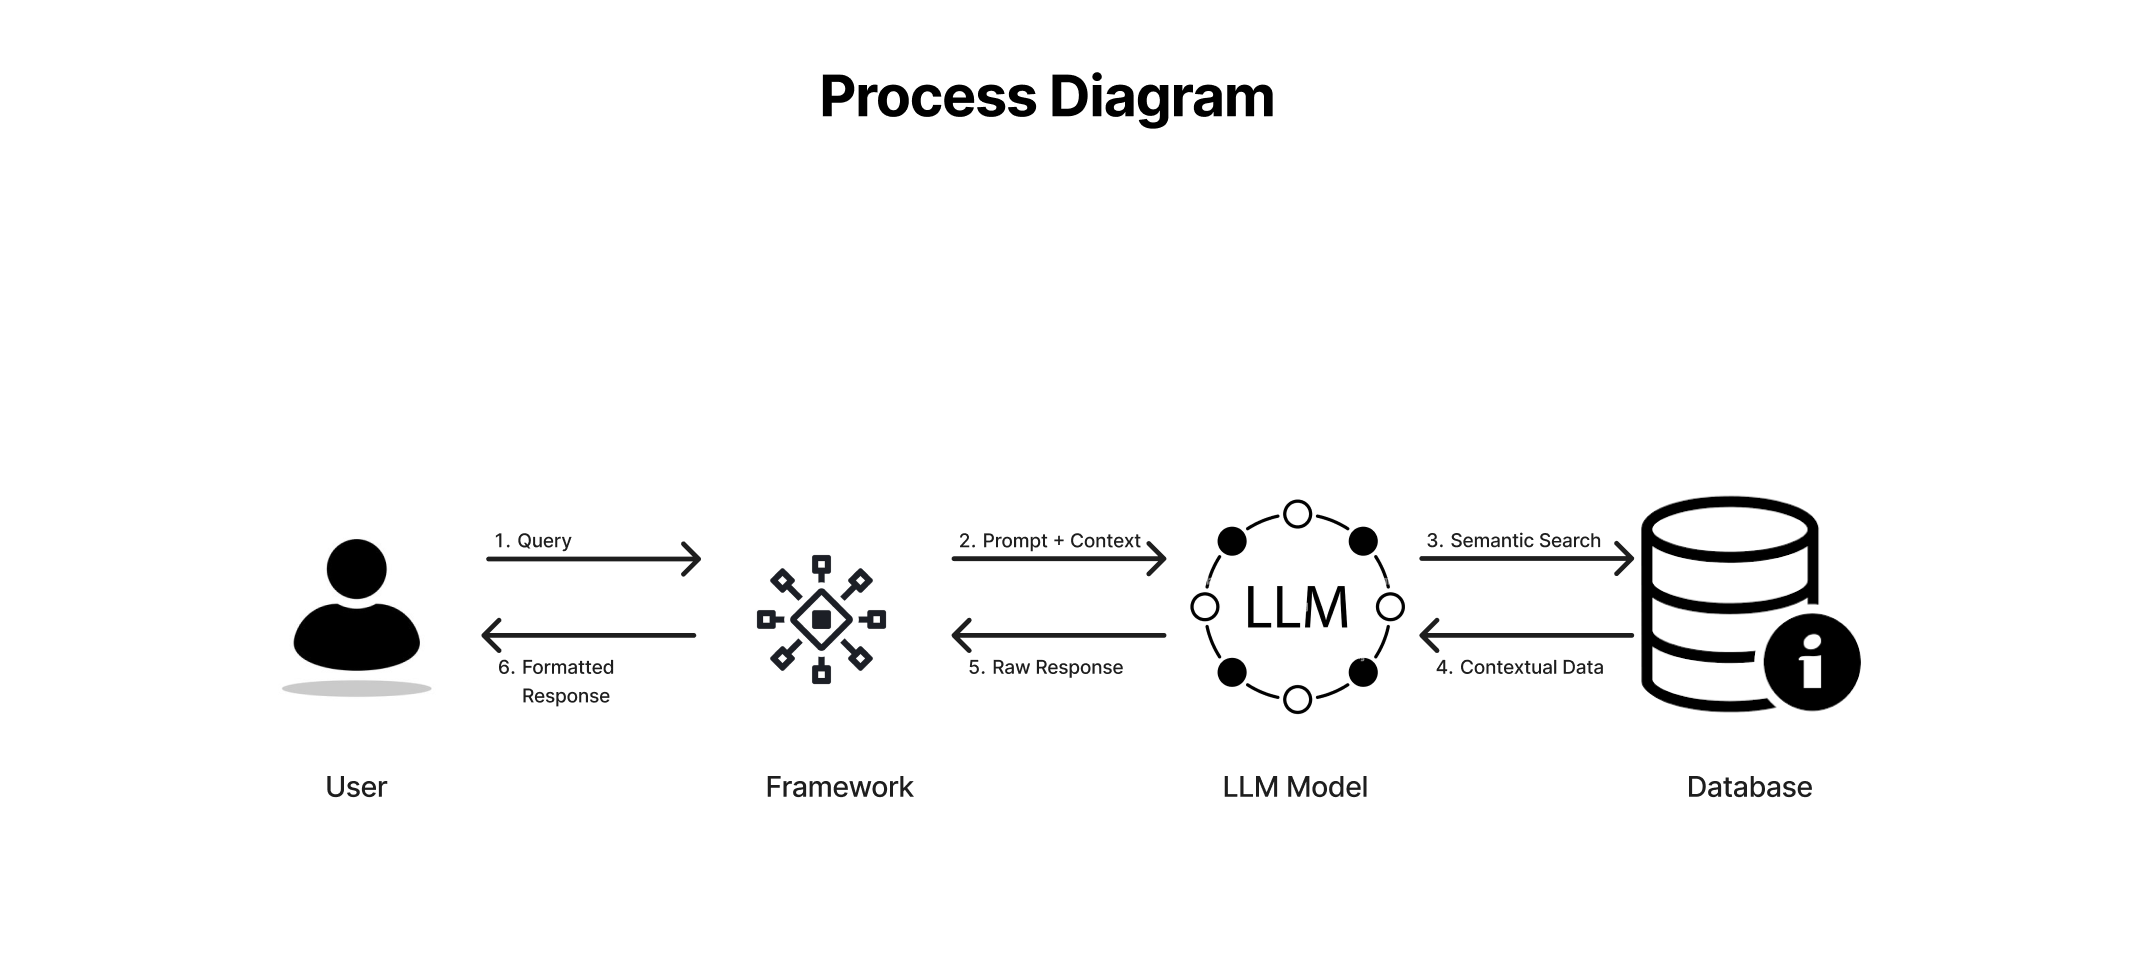 Process Diagram
1. Query
2. Prompt + Context
3. Semantic Search
LLM
6. Formatted
Response
5. Raw Response
4. Contextual Data
User
Framework
LLM Model
Database